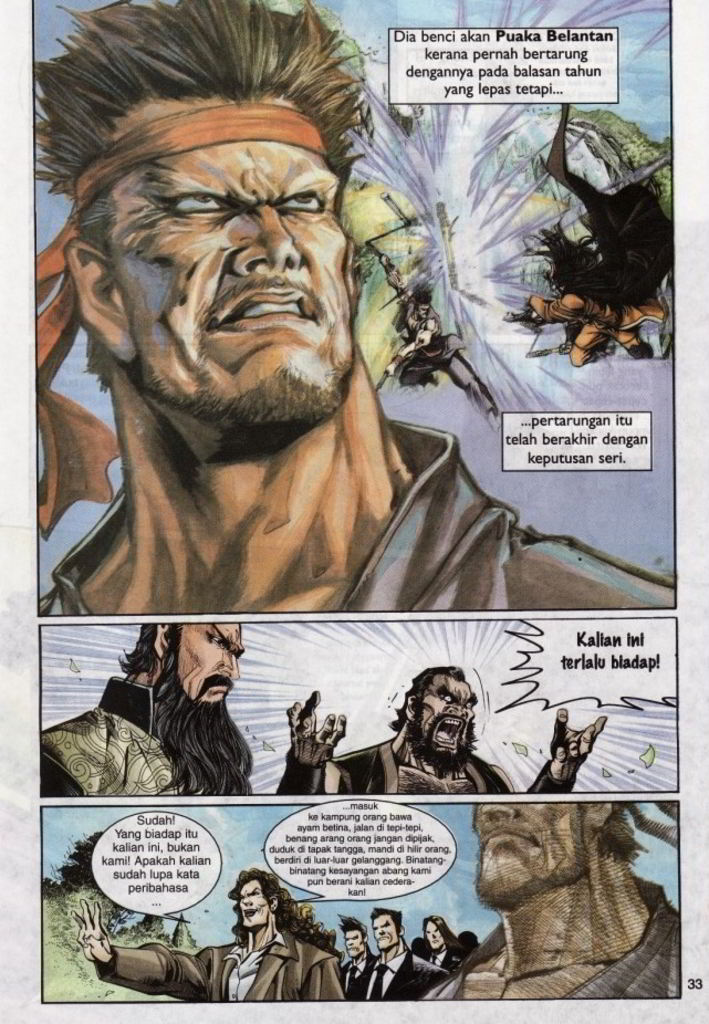 Dia benci akan Puaka Belantan
kerana pernah bertarung
dengannya pada balasan tahun
yang lepas tetapi...
...pertarungan itu
telah berakhir dengan
keputusan seri.
Kalian ini
terlalu biadap!
Sudah!
Yang biadap itu
kalian ini, bukan
kami! Apakah kalian
sudah lupa kata
peribahasa
...
...masuk
ke kampung orang bawa
ayam betina, jalan di tepi-tepi,
benang arang orang jangan dipijak,
duduk di tapak tangga, mandi di hilir orang,
berdiri di luar-luar gelanggang. Binatang-
binatang kesayangan abang kami
pun berani kalian cedera-
kan!
33